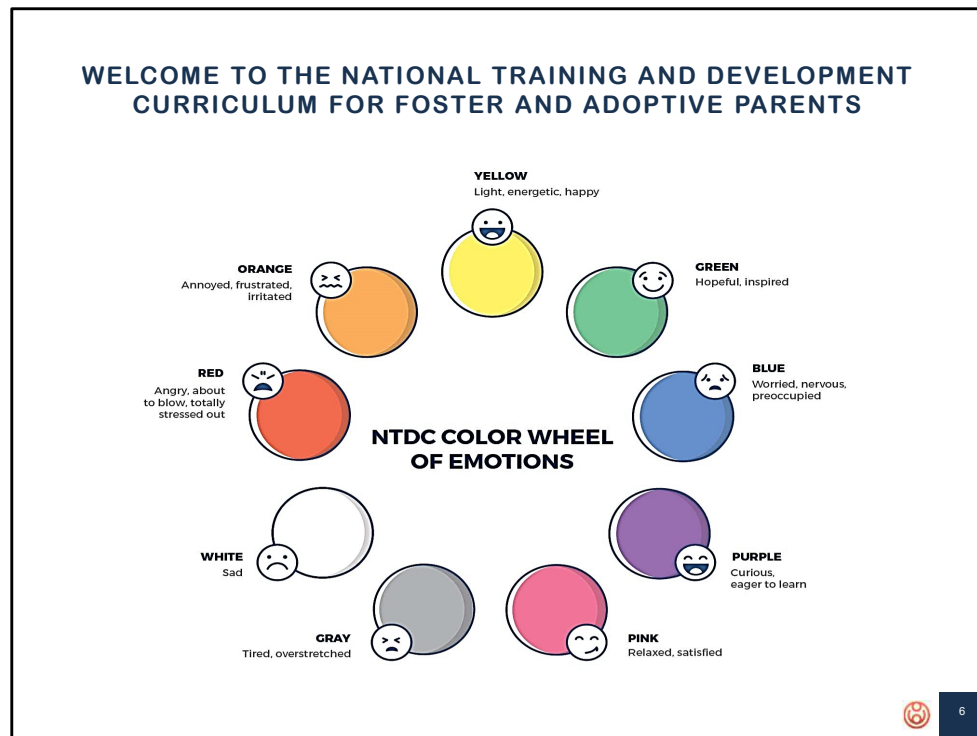 WELCOME TO THE NATIONAL TRAINING AND DEVELOPMENT
CURRICULUM FOR FOSTER AND ADOPTIVE PARENTS
YELLOW
Light, energetic, happy
ORANGE
Annoyed, frustrated,
irritated
GREEN
Hopeful, inspired
RED
Angry, about
to blow, totally
stressed out
BLUE
Worried, nervous,
preoccupied
NTDC COLOR WHEEL
OF EMOTIONS
WHITE
Sad
PURPLE
Curious,
eager to learn
GRAY
Tired, overstretched
PINK
Relaxed, satisfied
6